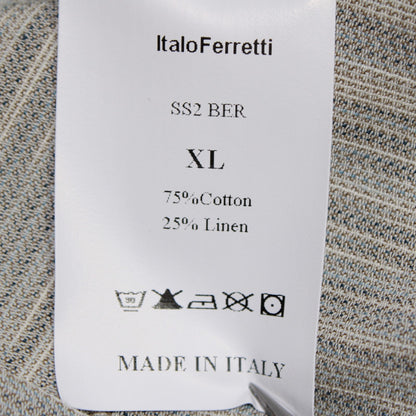 ItaloFerretti
SS2 BER
XL
75%Cotton
25% Linen
MADE IN ITALY